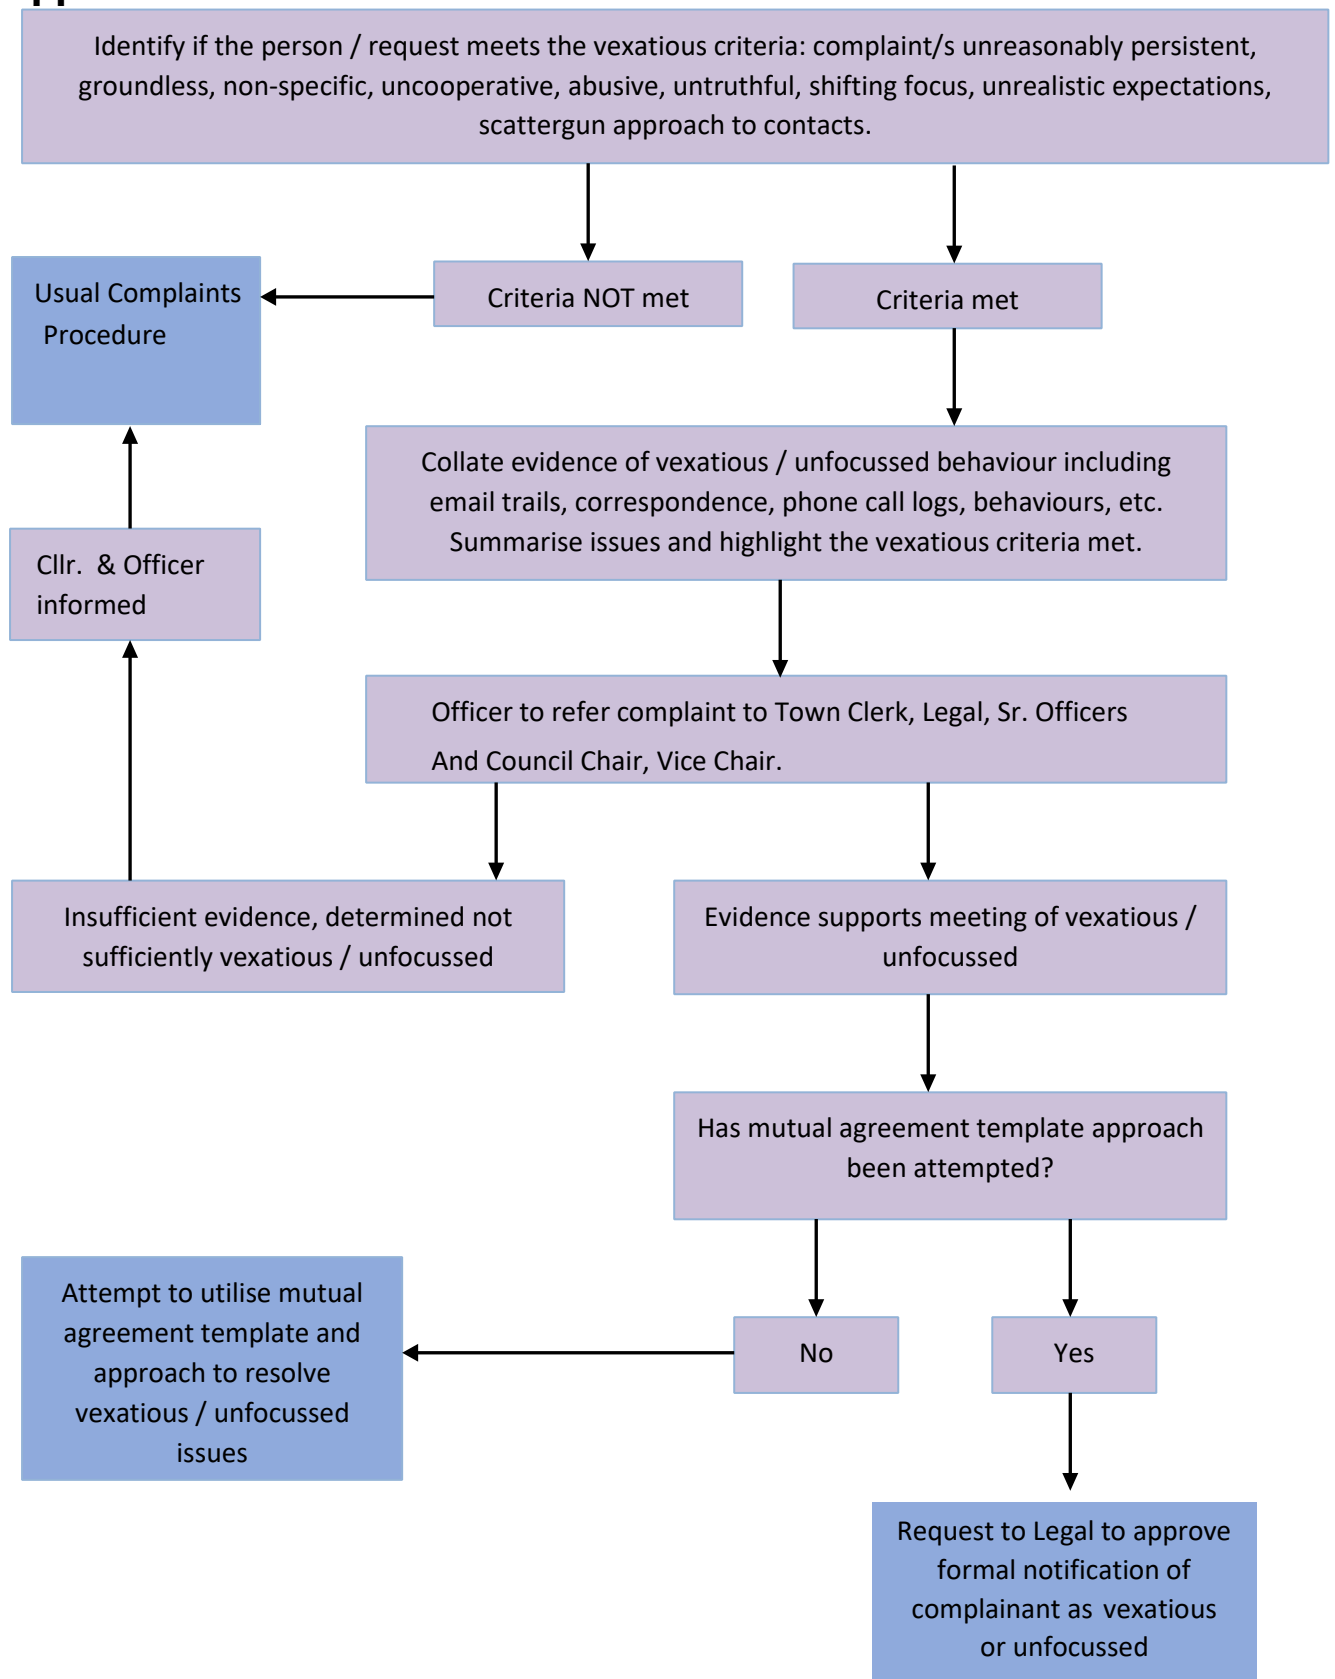 Identify if the person / request meets the vexatious criteria: complaint/s unreasonably persistent,
groundless, non-specific, uncooperative, abusive, untruthful, shifting focus, unrealistic expectations,
scattergun approach to contacts.
Usual Complaints
Procedure
Criteria NOT met
Criteria met
Collate evidence of vexatious / unfocussed behaviour including
email trails, correspondence, phone call logs, behaviours, etc.
Summarise issues and highlight the vexatious criteria met.
Cllr. & Officer
informed
Officer to refer complaint to Town Clerk, Legal, Sr. Officers
And Council Chair, Vice Chair.
Insufficient evidence, determined not
sufficiently vexatious / unfocussed
Evidence supports meeting of vexatious /
unfocussed
Has mutual agreement template approach
been attempted?
Attempt to utilise mutual
agreement template and
approach to resolve
vexatious / unfocussed
issues
No
Yes
Request to Legal to approve
formal notification of
complainant as vexatious
or unfocussed